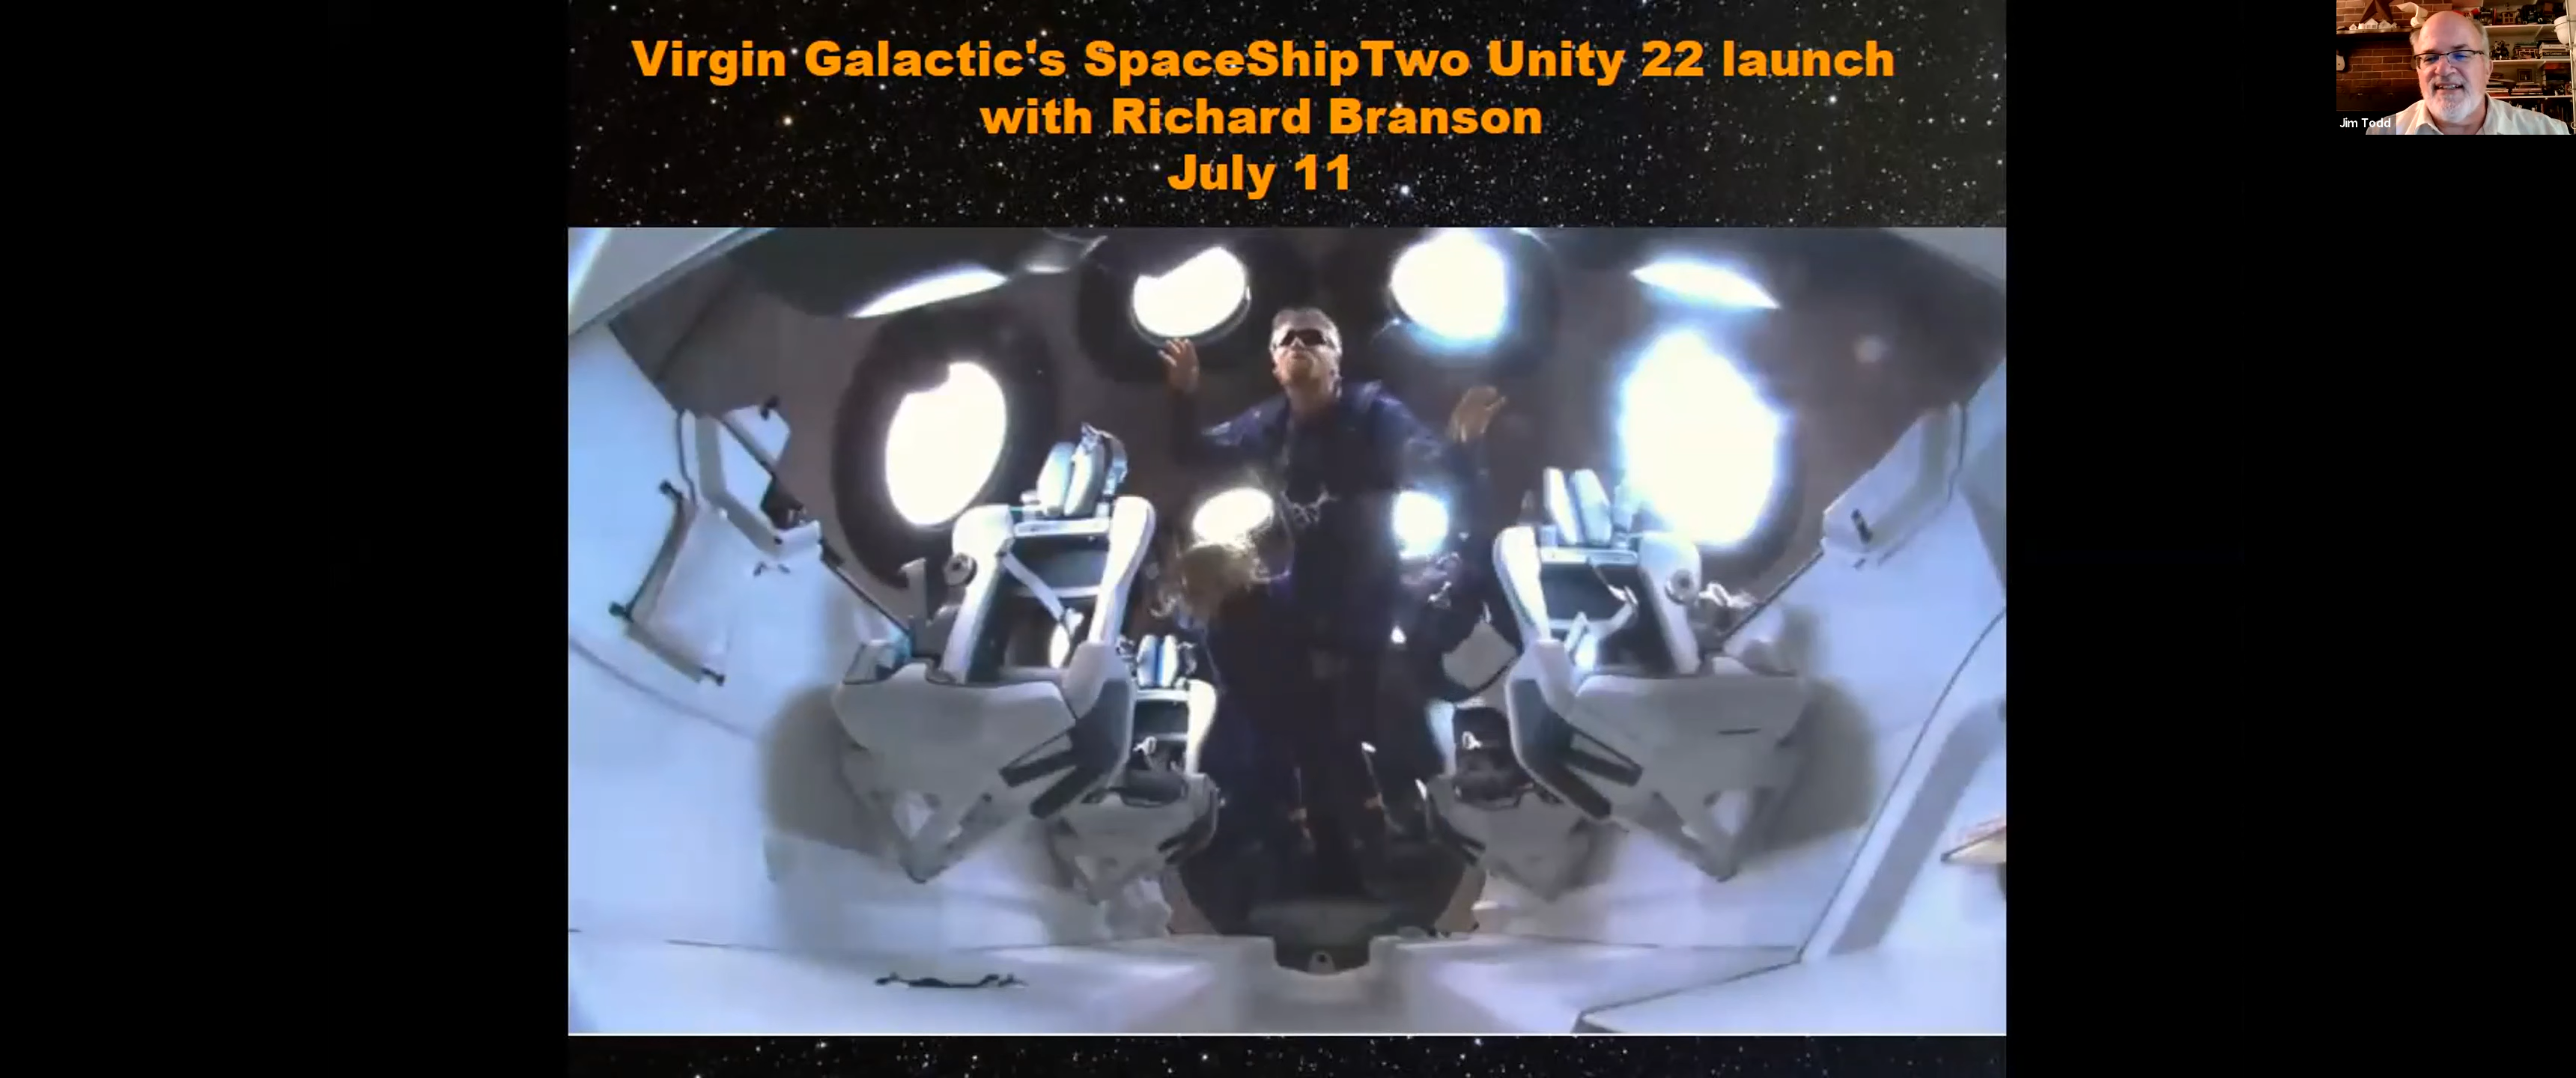 Virgin Galactic's SpaceShipTwo Unity 22 launch
with Richard Branson
July 11
Jim Todd